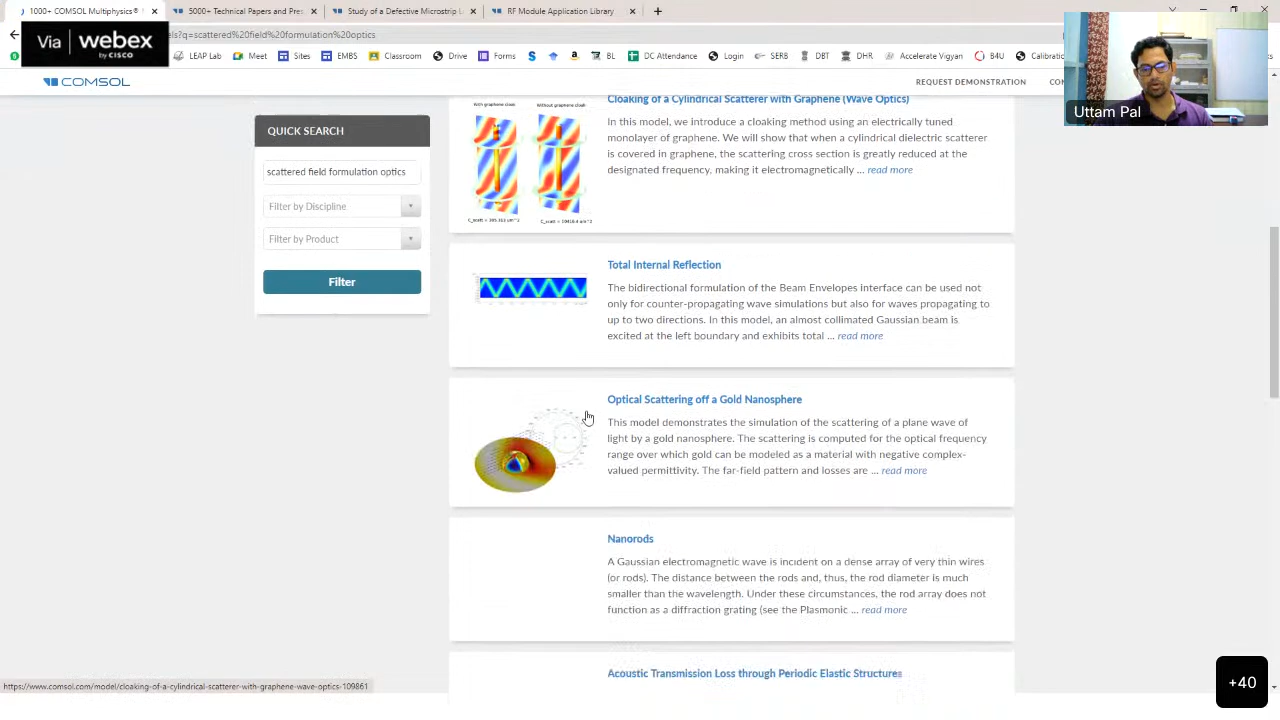 1000+ COMSOL Multiphysics® M
5000+ Technical Papers and Prese
Study of a Defective Microstrip L
RF Module Application Library
Via | webex
by CISCO
ls?q=scattered%20field%20formulation%20optics
LEAP Lab
Meet
Sites
EMBS
Classroom
Drive
Forms
S
BL
DC Attendance
Login
SERB
DBT
DHR
Accelerate Vigyan
B4U
Calibratio
COMSOL
REQUEST DEMONSTRATION
CON
Uttam Pal
QUICK SEARCH
scattered field formulation optics
Filter by Discipline
Filter by Product
Filter
With graphene cloak
Without graphene cloak
Cloaking of a Cylindrical Scatterer with Graphene (Wave Optics)
In this model, we introduce a cloaking method using an electrically tuned
monolayer of graphene. We will show that when a cylindrical dielectric scatterer
is covered in graphene, the scattering cross section is greatly reduced at the
designated frequency, making it electromagnetically ... read more
Total Internal Reflection
The bidirectional formulation of the Beam Envelopes interface can be used not
only for counter-propagating wave simulations but also for waves propagating to
up to two directions. In this model, an almost collimated Gaussian beam is
excited at the left boundary and exhibits total ... read more
Optical Scattering off a Gold Nanosphere
This model demonstrates the simulation of the scattering of a plane wave of
light by a gold nanosphere. The scattering is computed for the optical frequency
range over which gold can be modeled as a material with negative complex-
valued permittivity. The far-field pattern and losses are ... read more
Nanorods
A Gaussian electromagnetic wave is incident on a dense array of very thin wires
(or rods). The distance between the rods and, thus, the rod diameter is much
smaller than the wavelength. Under these circumstances, the rod array does not
function as a diffraction grating (see the Plasmonic ... read more
Acoustic Transmission Loss through Periodic Elastic Structures
https://www.comsol.com/model/cloaking-of-a-cylindrical-scatterer-with-graphene-wave-optics-109861
+40